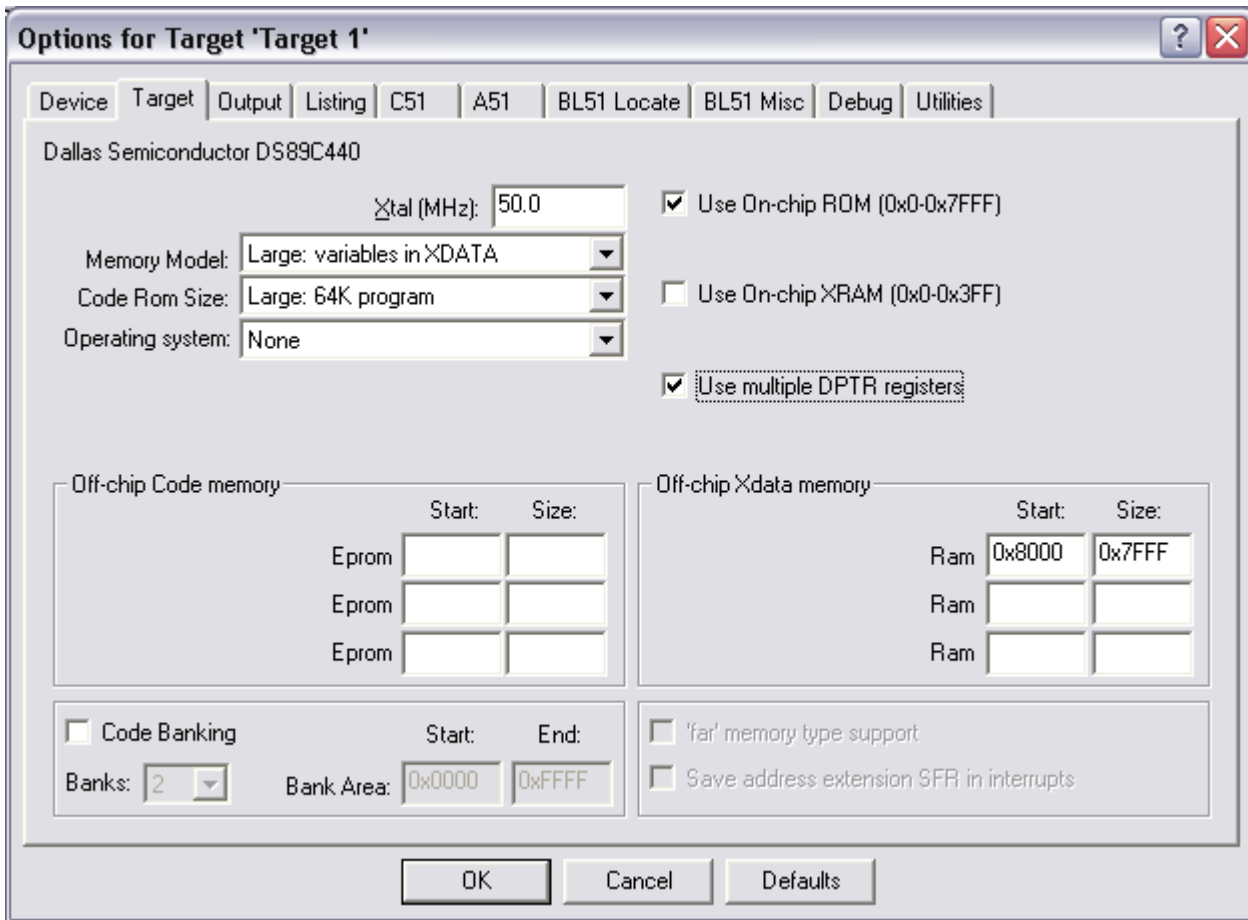 Options for Target 'Target 1'
Device Target Output Listing C51 A51 BL51 Locate BL51 Misc Debug Utilities
Dallas Semiconductor DS89C440
Xtal (MHz): 50.0
Use On-chip ROM (0x0-0x7FFF)
Memory Model: Large: variables in XDATA
Code Rom Size: Large: 64K program
Use On-chip XRAM (0x0-0x3FF)
Operating system: None
Use multiple DPTR registers
Off-chip Code memory
Start: Size:
Eprom
Eprom
Eprom
Off-chip Xdata memory
Start: Size:
Ram 0x8000 0x7FFF
Ram
Ram
Code Banking Start: End:
Banks: 2 Bank Area: 0x0000 0xFFFF
'far' memory type support
Save address extension SFR in interrupts
OK Cancel Defaults